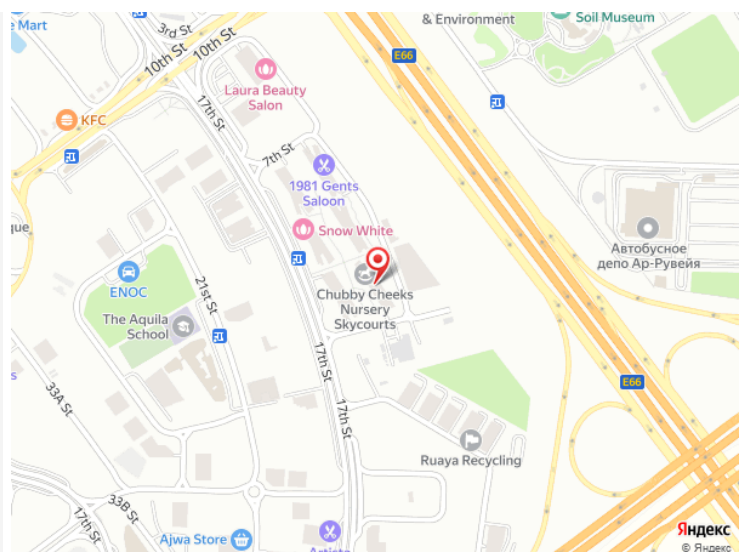 e Mart
3rd St
10th St
10th St
& Environment
Soil Museum
E66
Laura Beauty
Salon
KFC
17th St
7th St
1981 Gents
Saloon
que
Snow White
Автобусное
депо Ар-Рувейя
ENOC
21st St
Chubby Cheeks
Nursery
Skycourts
The Aquila
School
17th St
E66
33A St
17th St
Ruaya Recycling
33B St
17th St
Ajwa Store
Яндекс
© Яндекс